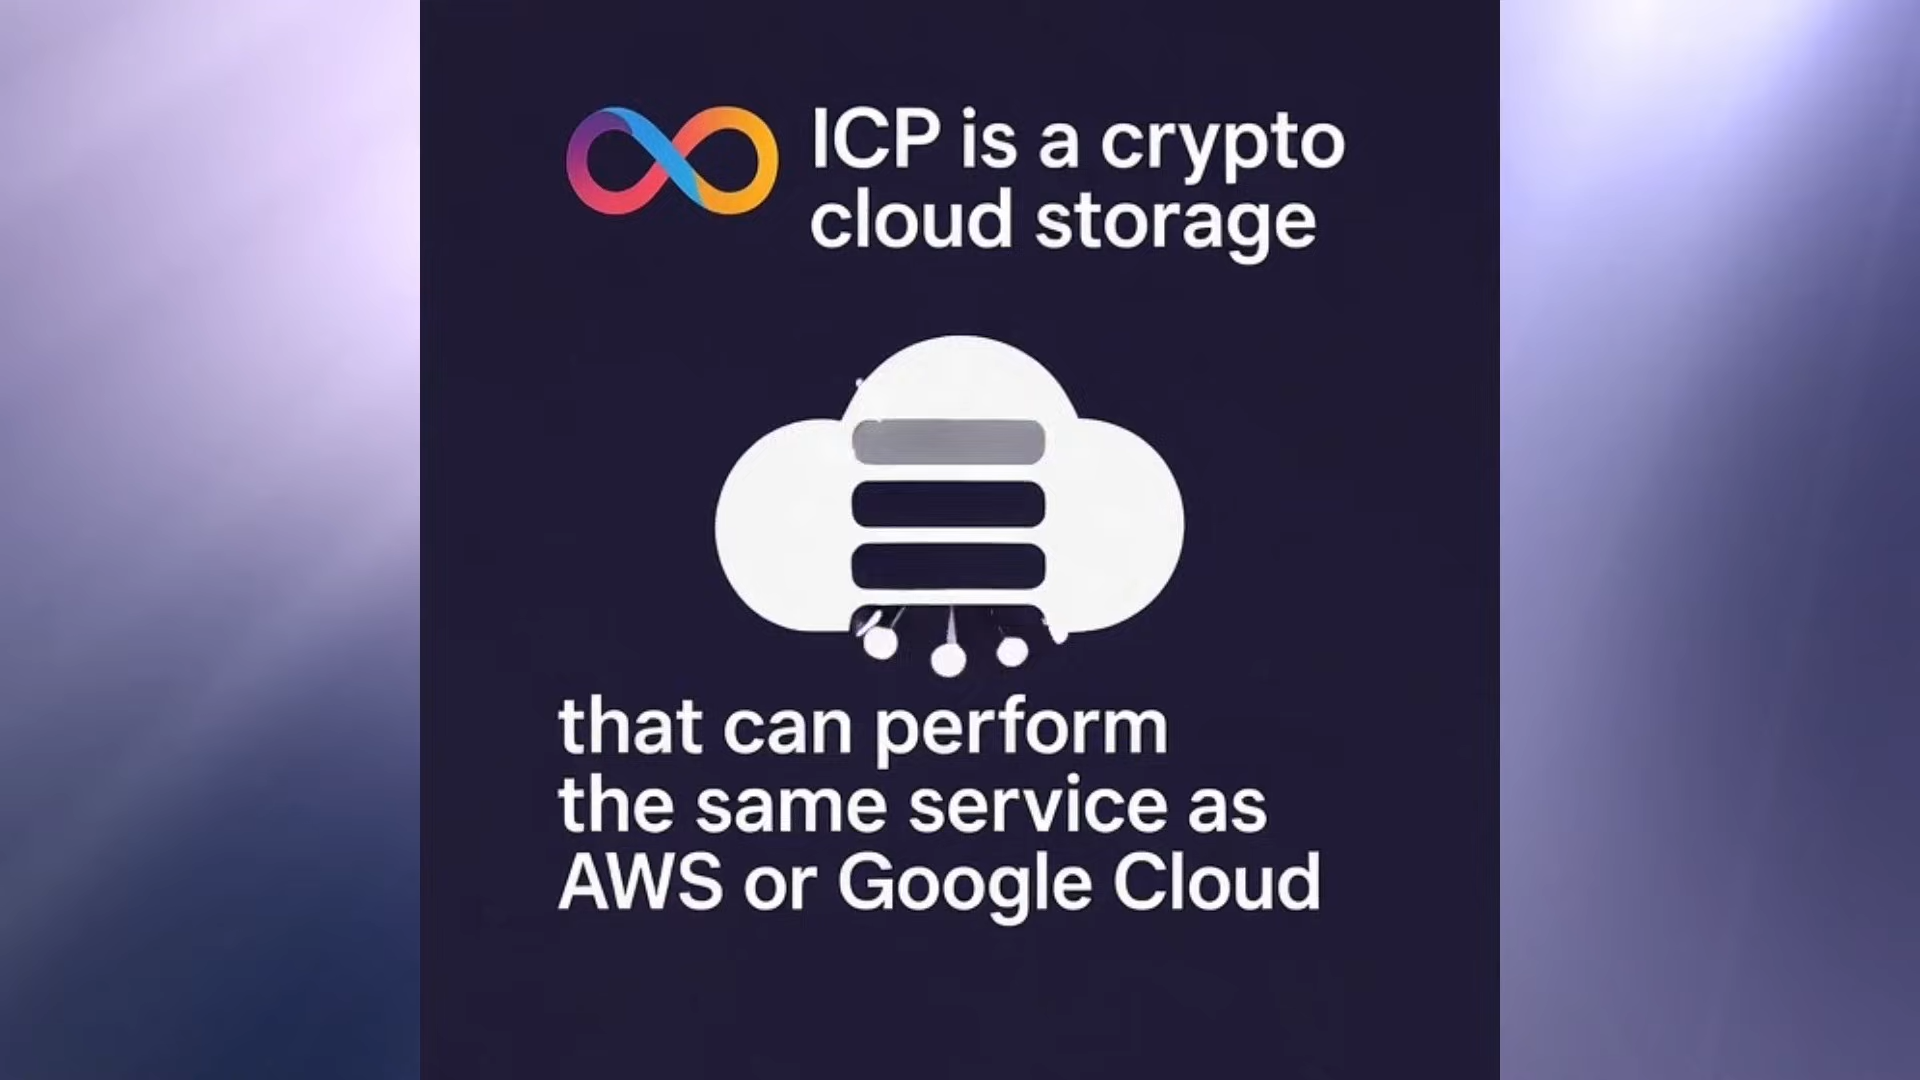 ICP is a crypto
cloud storage
that can perform
the same service as
AWS or Google Cloud